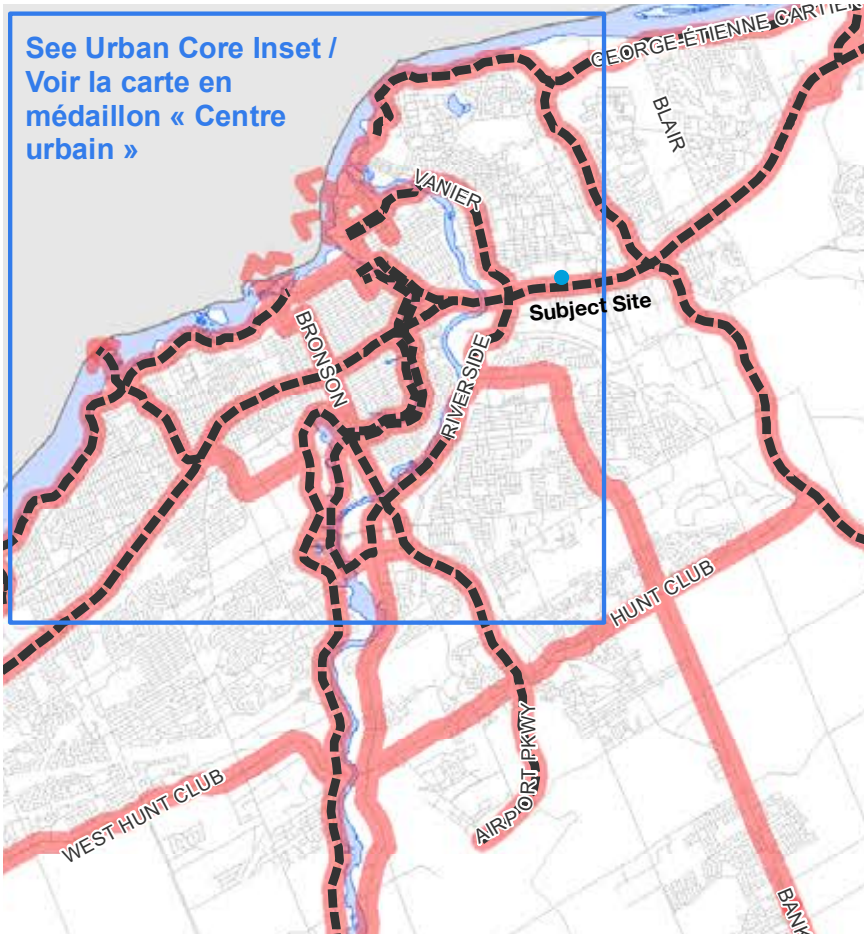 See Urban Core Inset /
Voir la carte en
médaillon « Centre
urbain »
GEORGE-ÉTIENNE CARTIER
BLAIR
VANIER
Subject Site
BRONSON
RIVERSIDE
HUNT CLUB
AIRPORT PKWY
WEST HUNT CLUB
BANK